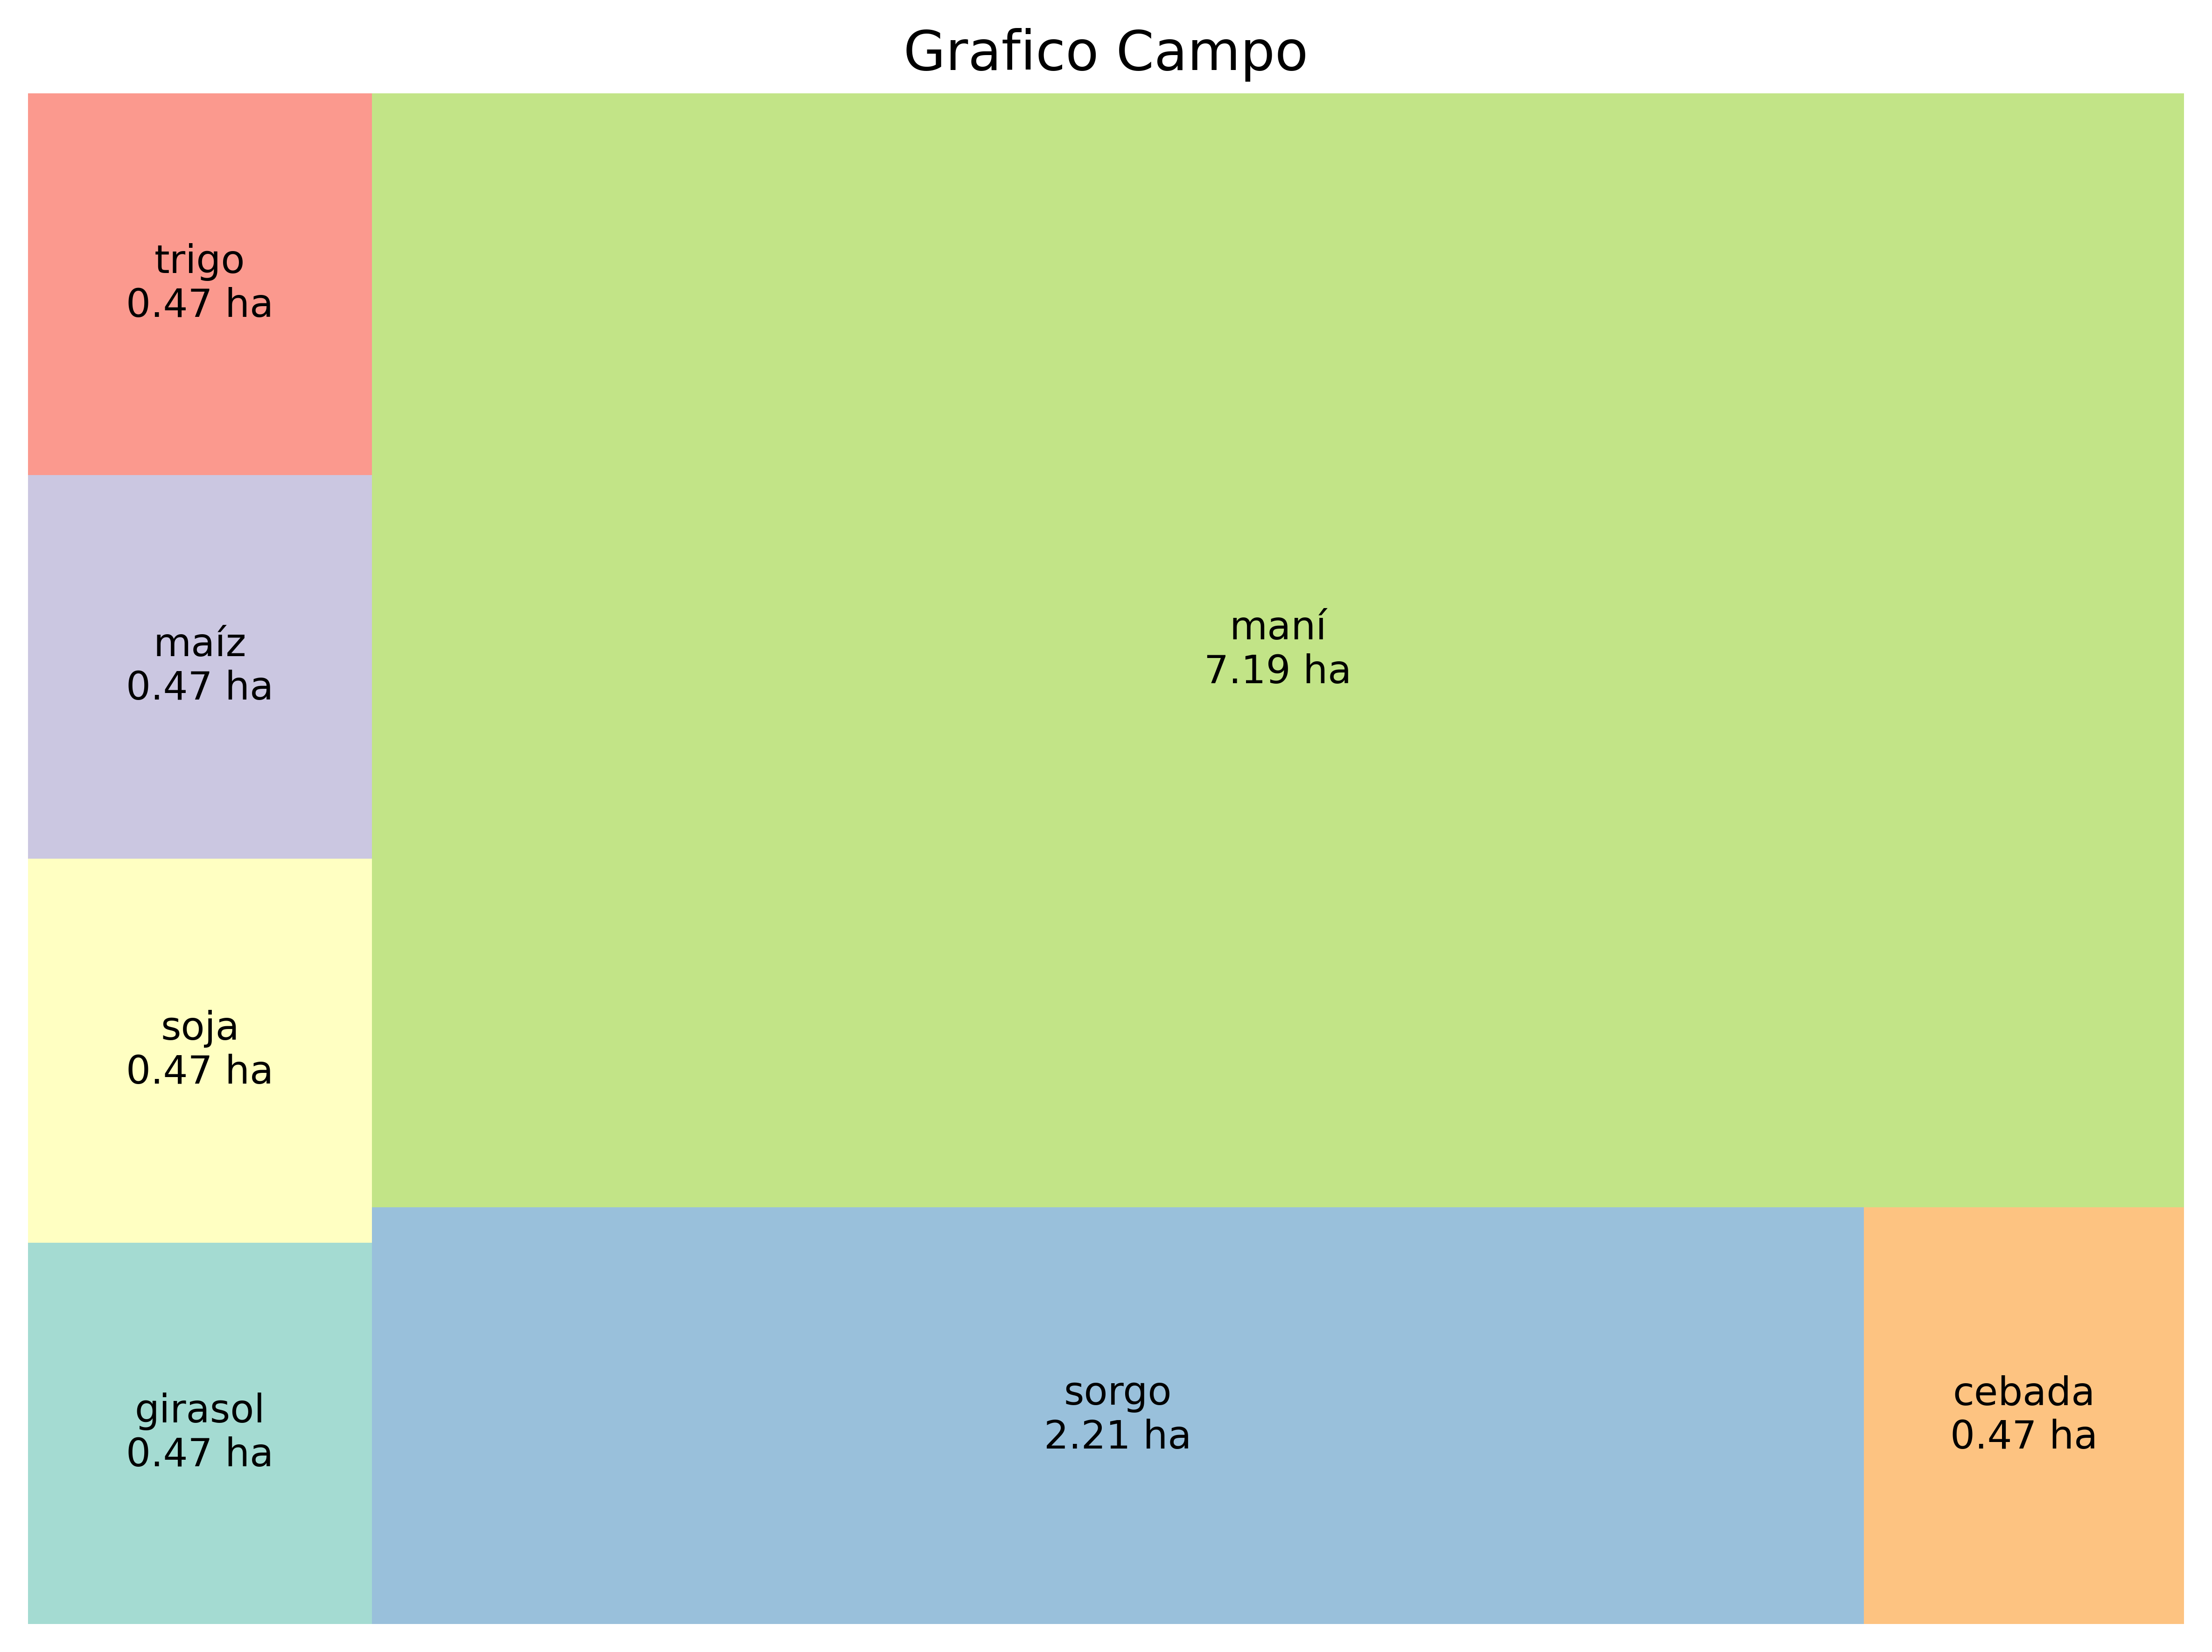 Grafico Campo
trigo
0.47 ha
maíz
0.47 ha
maní
7.19 ha
soja
0.47 ha
girasol
0.47 ha
sorgo
2.21 ha
cebada
0.47 ha